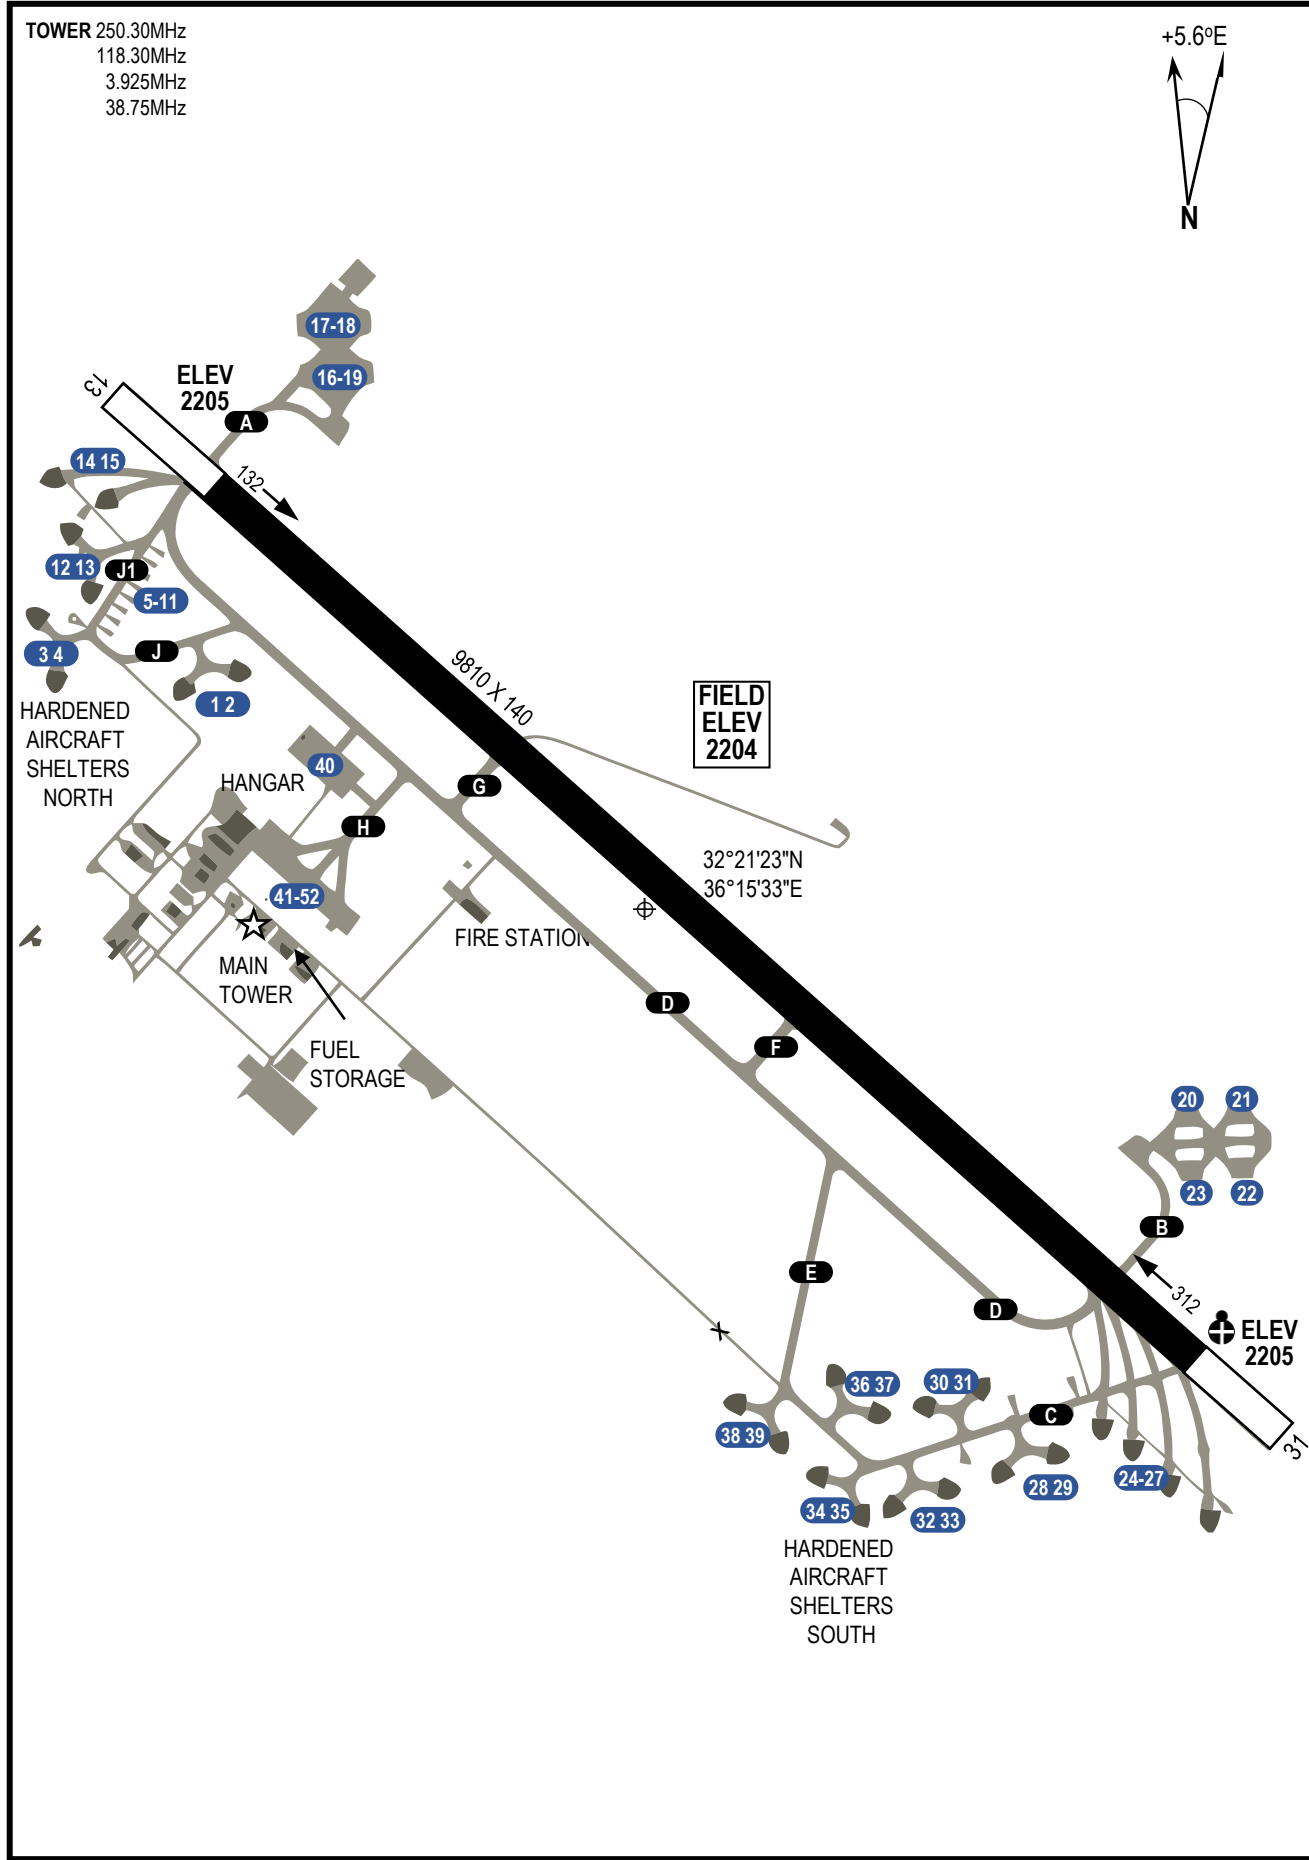 TOWER 250.30MHz
118.30MHz
3.925MHz
38.75MHz
+5.6ºE
N
17-18
16-19
ELEV
2205
A
13
132
14 15
12 13
J1
5-11
3 4
J
1 2
HARDENED
AIRCRAFT
SHELTERS
NORTH
9810 X 140
FIELD
ELEV
2204
40
HANGAR
G
H
32°21'23"N
36°15'33"E
41-52
FIRE STATION
MAIN
TOWER
D
FUEL
STORAGE
F
20
21
23
22
B
E
312
D
ELEV
2205
X
36 37
30 31
C
38 39
31
24-27
28 29
34 35
32 33
HARDENED
AIRCRAFT
SHELTERS
SOUTH